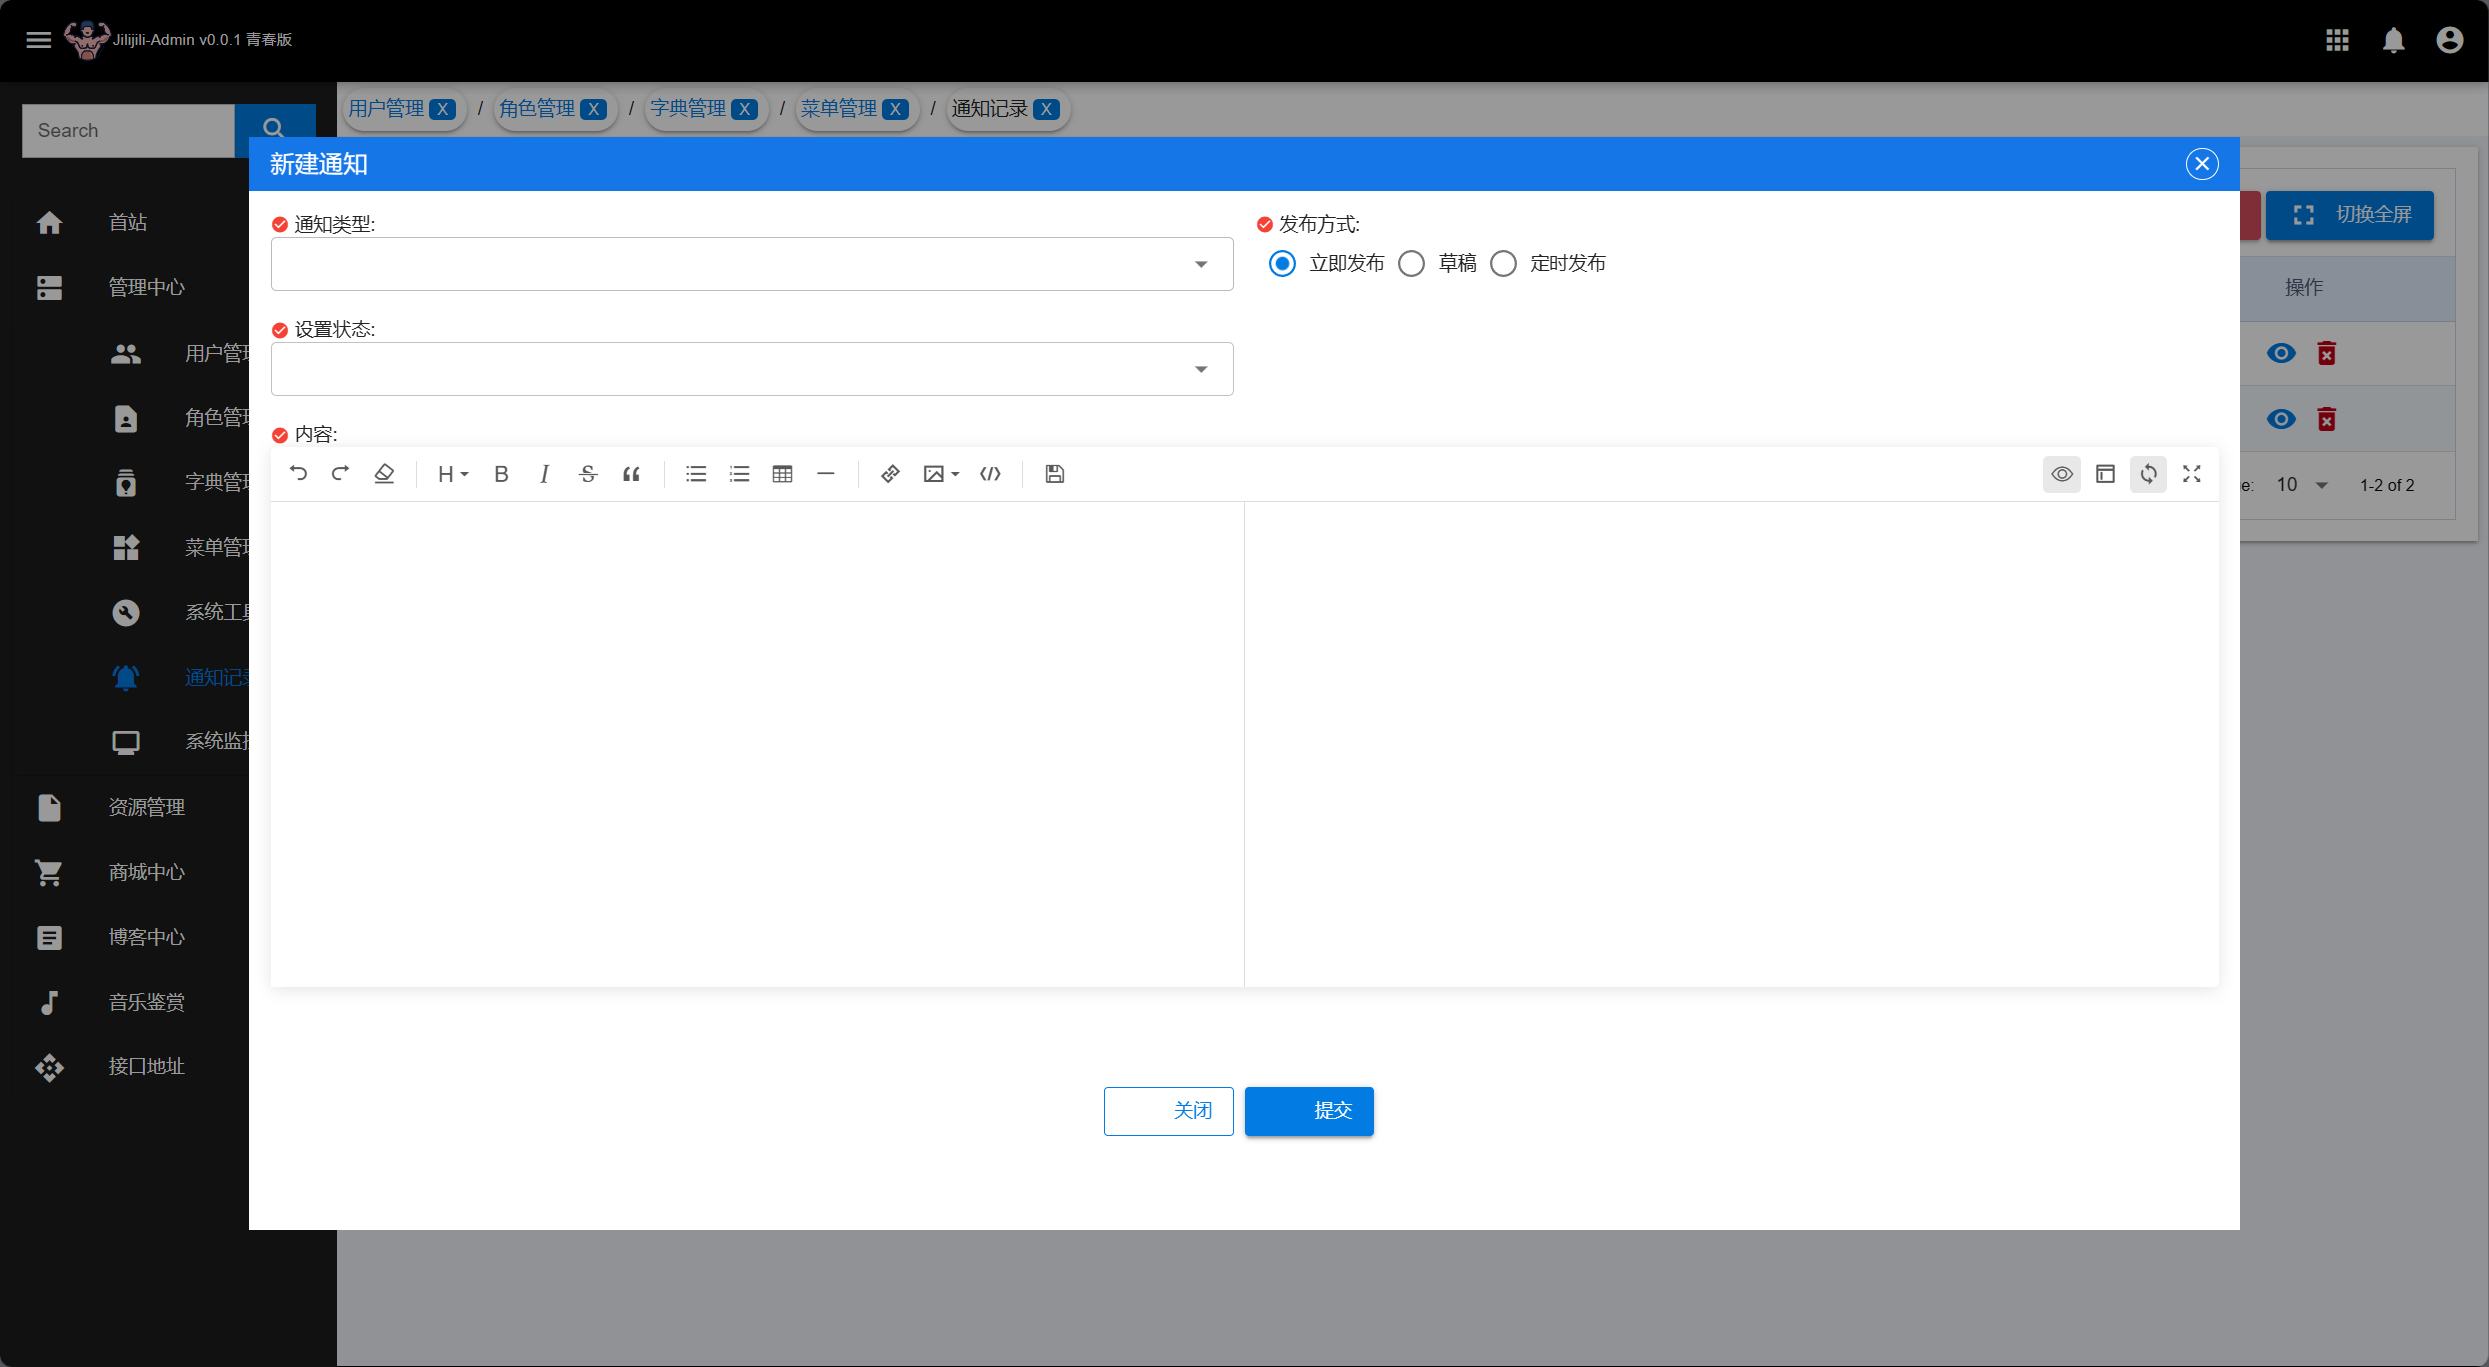 Jilijili-Admin v0.0.1 青春版
Search
用户管理 X / 角色管理 X / 字典管理 X / 菜单管理 X / 通知记录 X
首站
管理中心
用户管
角色管
字典管
菜单管
系统工
通知记
系统监
资源管理
商城中心
博客中心
音乐鉴赏
接口地址
新建通知
通知类型:
发布方式:
立即发布 草稿 定时发布
设置状态:
内容:
H B I S
关闭 提交
切换全屏
操作
e: 10 1-2 of 2